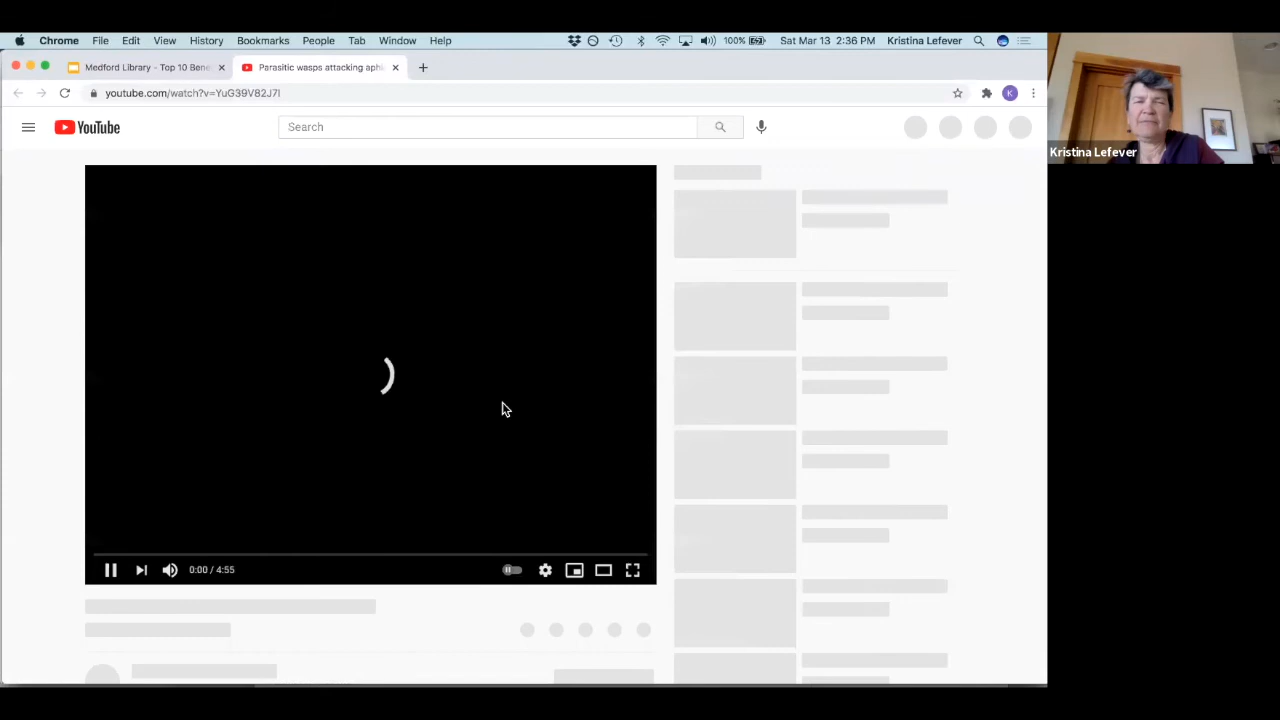 Chrome File Edit View History Bookmarks People Tab Window Help 100% Sat Mar 13 2:36 PM Kristina Lefever
Medford Library - Top 10 Bene
Parasitic wasps attacking aphi
youtube.com/watch?v=YuG39V82J7I
K
YouTube
Search
Kristina Lefever
0:00 / 4:55